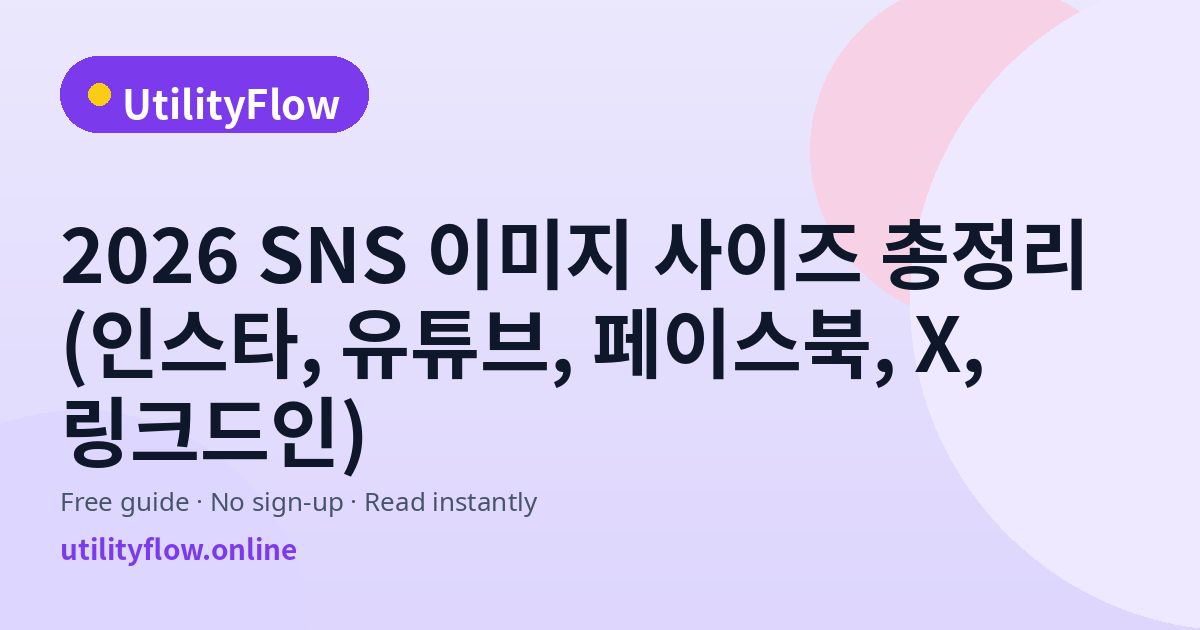 UtilityFlow
2026 SNS 이미지 사이즈 총정리
(인스타, 유튜브, 페이스북, X,
링크드인)
Free guide · No sign-up · Read instantly
utilityflow.online